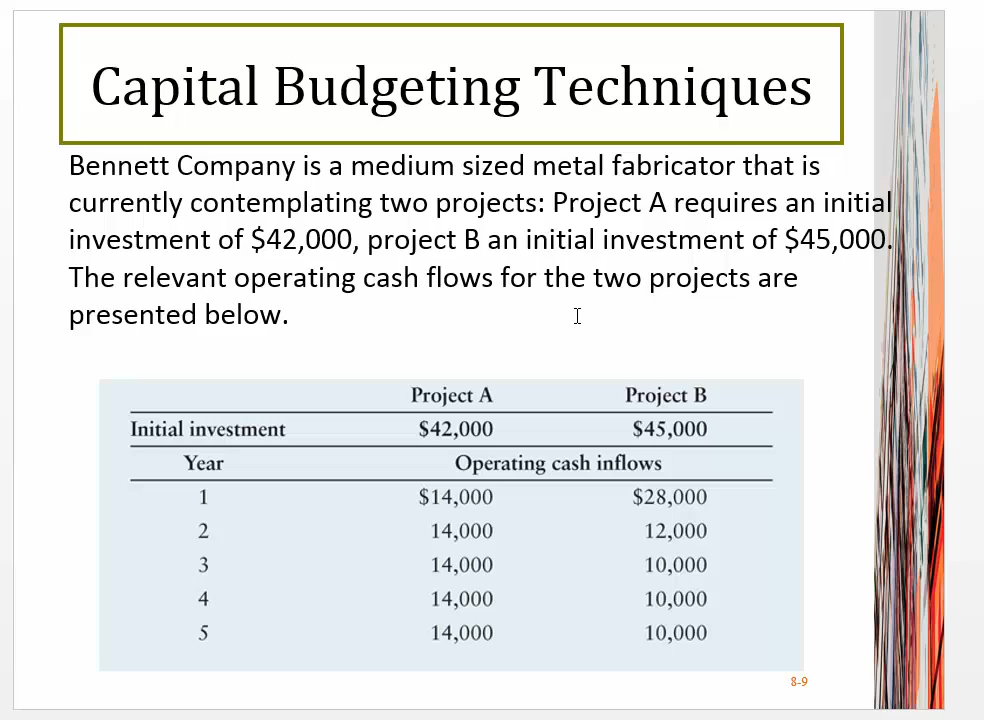 Capital Budgeting Techniques
Bennett Company is a medium sized metal fabricator that is
currently contemplating two projects: Project A requires an initial
investment of $42,000, project B an initial investment of $45,000.
The relevant operating cash flows for the two projects are
presented below.
Project A Project B
Initial investment $42,000 $45,000
Year Operating cash inflows
1 $14,000 $28,000
2 14,000 12,000
3 14,000 10,000
4 14,000 10,000
5 14,000 10,000
8-9